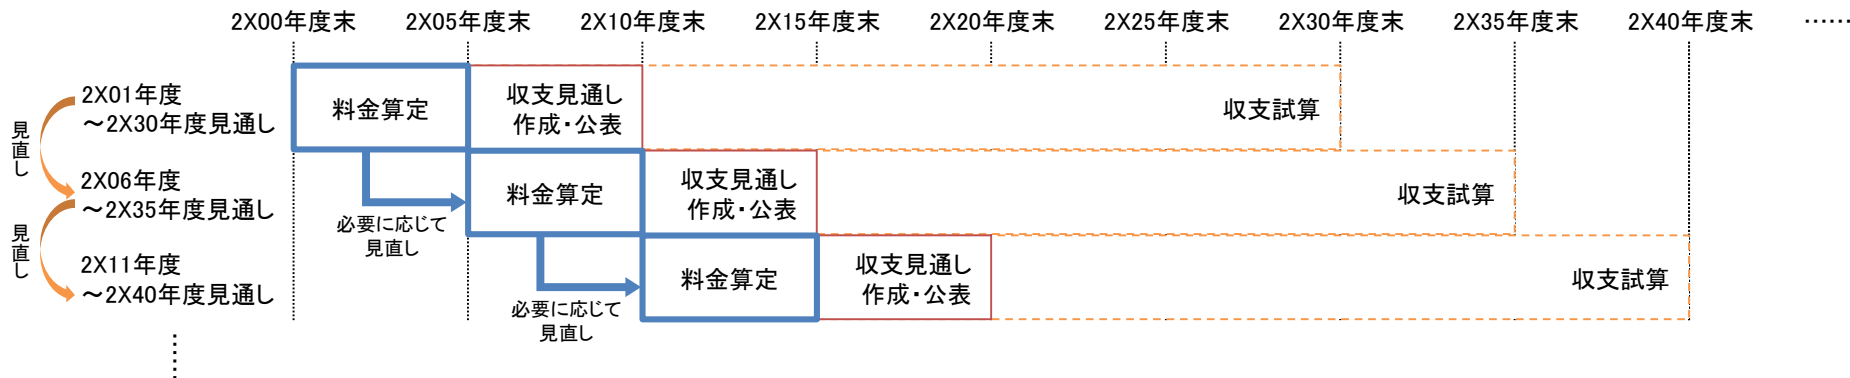 2X00年度末 2X05年度末 2X10年度末 2X15年度末 2X20年度末 2X25年度末 2X30年度末 2X35年度末 2X40年度末 ……
2X01年度
～2X30年度見通し
料金算定
収支見通し
作成・公表
収支試算
見直し
2X06年度
～2X35年度見通し
必要に応じて
見直し
料金算定
収支見通し
作成・公表
収支試算
見直し
2X11年度
～2X40年度見通し
必要に応じて
見直し
料金算定
収支見通し
作成・公表
収支試算
……